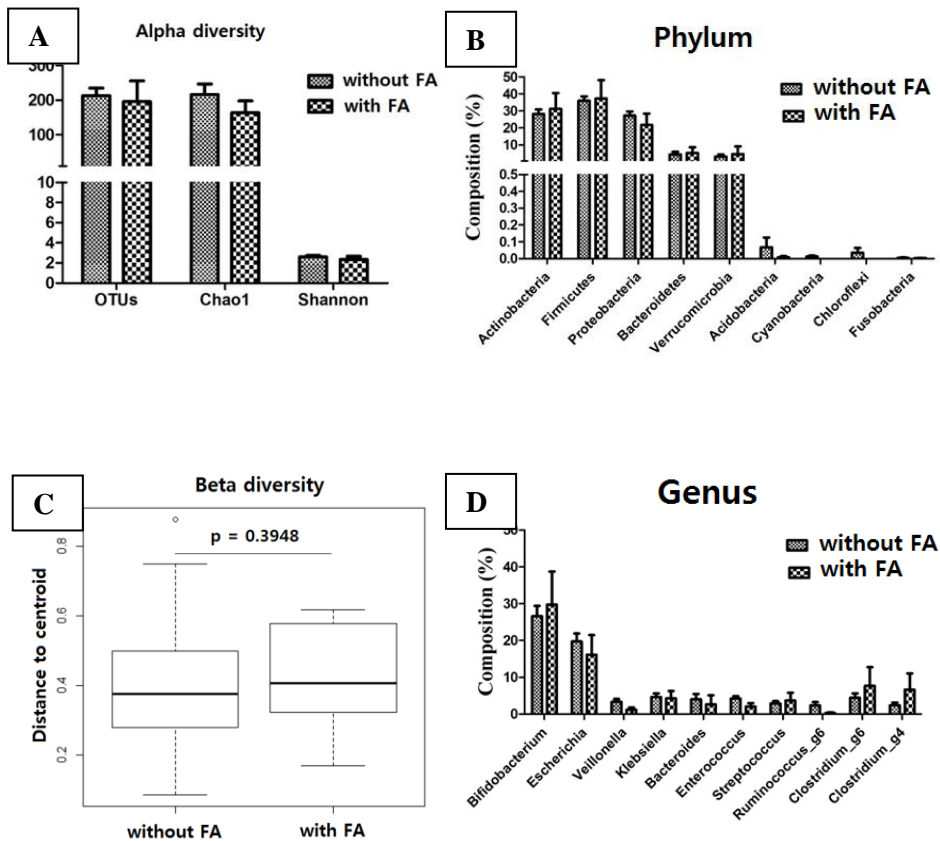 A
Alpha diversity
without FA
with FA
300
200
100
10
8
6
4
2
0
OTUs
Chao1
Shannon
B
Phylum
without FA
with FA
Composition (%)
50
40
30
20
10
0.5
0.4
0.3
0.2
0.1
0.0
Actinobacteria
Firmicutes
Proteobacteria
Bacteroidetes
Verrucomicrobia
Acidobacteria
Cyanobacteria
Chloroflexi
Fusobacteria
C
Beta diversity
p = 0.3948
Distance to centroid
0.8
0.6
0.4
0.2
without FA
with FA
D
Genus
without FA
with FA
Composition (%)
50
40
30
20
10
0
Bifidobacterium
Escherichia
Veillonella
Klebsiella
Bacteroides
Enterococcus
Streptococcus
Ruminococcus_g6
Clostridium_g6
Clostridium_g4